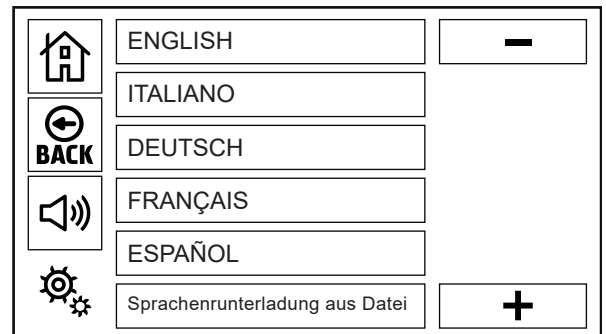 ENGLISH
ITALIANO
BACK
DEUTSCH
FRANÇAIS
ESPAÑOL
Sprachenrunterladung aus Datei